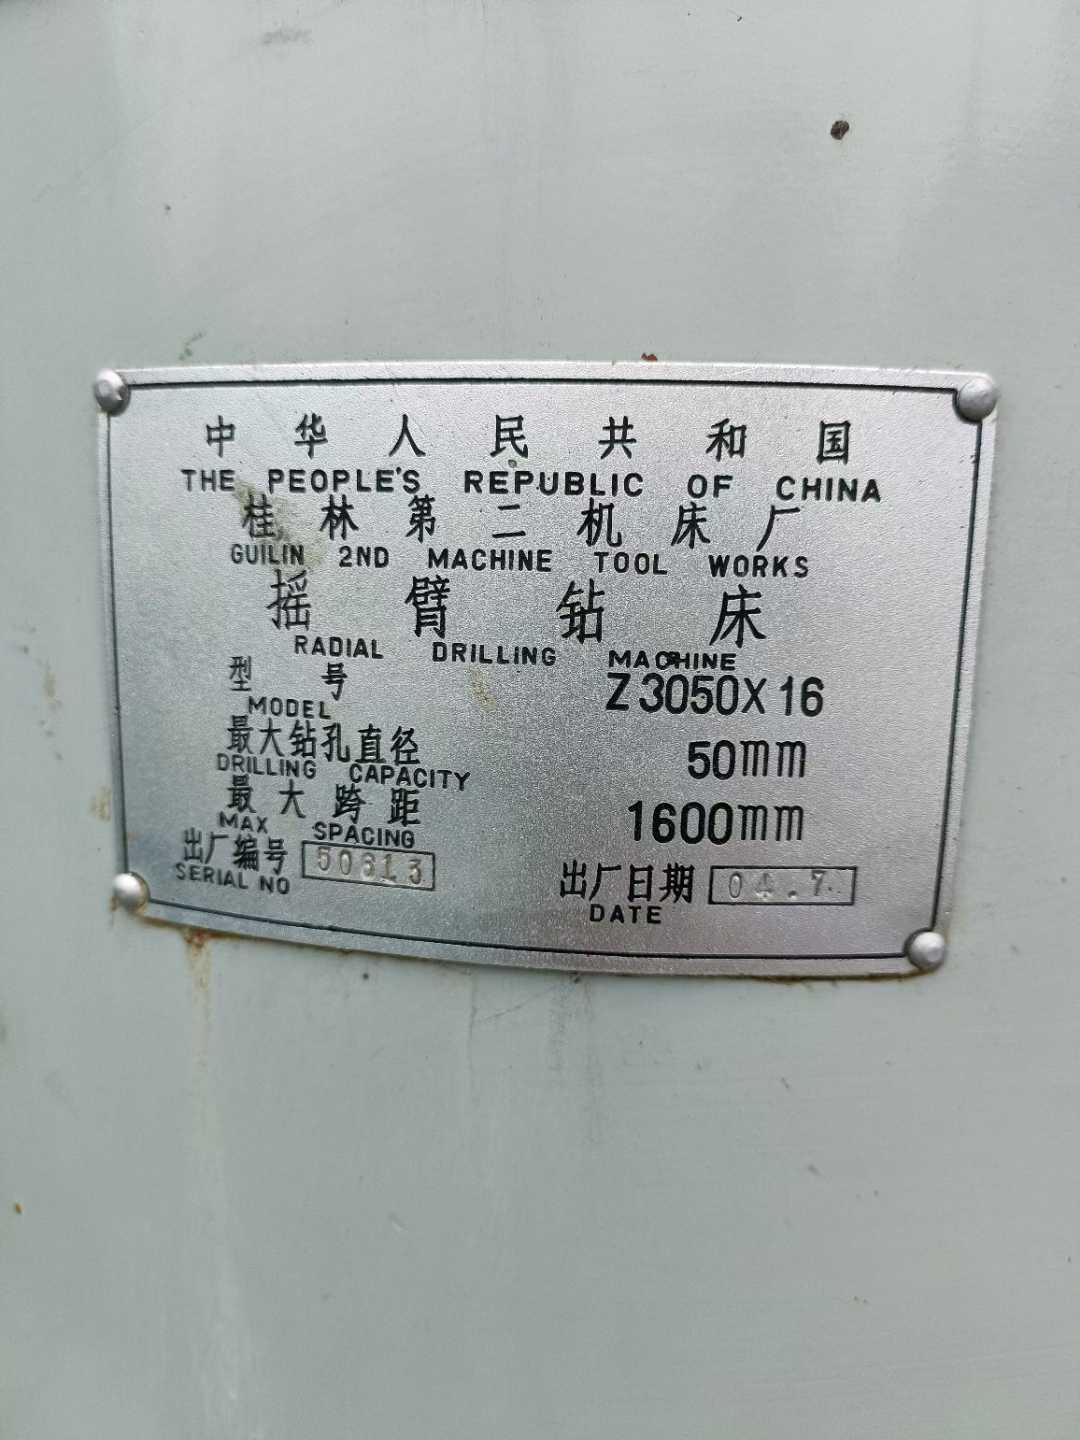 中华人民共和国
THE PEOPLE'S REPUBLIC OF CHINA
桂林第二机床厂
GUILIN 2ND MACHINE TOOL WORKS
摇臂钻床
RADIAL DRILLING MACHINE
型号 Z3050X16
MODEL
最大钻孔直径 50mm
DRILLING CAPACITY
最大跨距 1600mm
MAX SPACING
出厂编号 50613 出厂日期 04.7.
SERIAL NO DATE